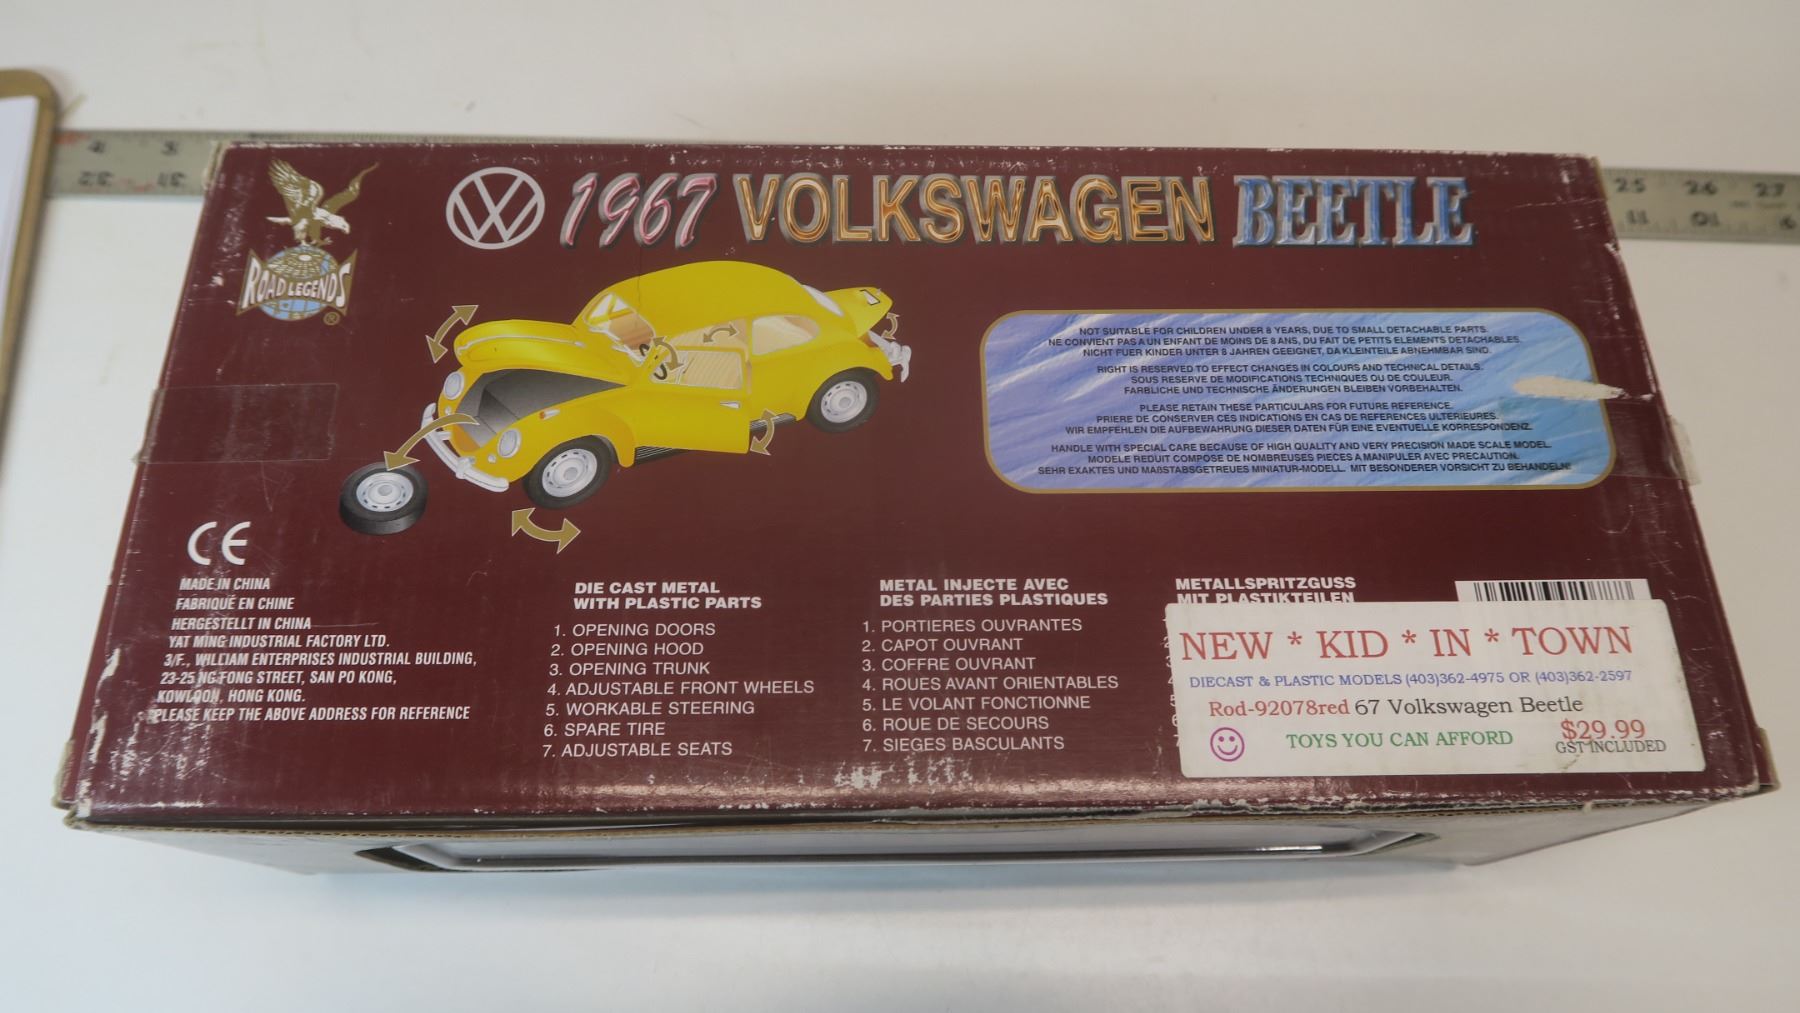 ROAD LEGENDS
®
1967 VOLKSWAGEN BEETLE
NOT SUITABLE FOR CHILDREN UNDER 8 YEARS, DUE TO SMALL DETACHABLE PARTS.
NE CONVIENT PAS A UN ENFANT DE MOINS DE 8 ANS, DU FAIT DE PETITS ELEMENTS DETACHABLES.
NICHT FUER KINDER UNTER 8 JAHREN GEEIGNET, DA KLEINTEILE ABNEHMBAR SIND.
RIGHT IS RESERVED TO EFFECT CHANGES IN COLOURS AND TECHNICAL DETAILS.
SOUS RESERVE DE MODIFICATIONS TECHNIQUES OU DE COULEUR.
FARBLICHE UND TECHNISCHE ÄNDERUNGEN BLEIBEN VORBEHALTEN.
PLEASE RETAIN THESE PARTICULARS FOR FUTURE REFERENCE.
PRIERE DE CONSERVER CES INDICATIONS EN CAS DE REFERENCES ULTERIEURES.
WIR EMPFEHLEN DIE AUFBEWAHRUNG DIESER DATEN FÜR EINE EVENTUELLE KORRESPONDENZ.
HANDLE WITH SPECIAL CARE BECAUSE OF HIGH QUALITY AND VERY PRECISION MADE SCALE MODEL.
MODELE REDUIT COMPOSE DE NOMBREUSES PIECES A MANIPULER AVEC PRECAUTION.
SEHR EXAKTES UND MAßSTABSGETREUES MINIATUR-MODELL. MIT BESONDERER VORSICHT ZU BEHANDELN!
CE
MADE IN CHINA
FABRIQUÉ EN CHINE
HERGESTELLT IN CHINA
YAT MING INDUSTRIAL FACTORY LTD.
3/F., WILLIAM ENTERPRISES INDUSTRIAL BUILDING,
23-25 NG FONG STREET, SAN PO KONG,
KOWLOON, HONG KONG.
PLEASE KEEP THE ABOVE ADDRESS FOR REFERENCE
DIE CAST METAL
WITH PLASTIC PARTS
1. OPENING DOORS
2. OPENING HOOD
3. OPENING TRUNK
4. ADJUSTABLE FRONT WHEELS
5. WORKABLE STEERING
6. SPARE TIRE
7. ADJUSTABLE SEATS
METAL INJECTE AVEC
DES PARTIES PLASTIQUES
1. PORTIERES OUVRANTES
2. CAPOT OUVRANT
3. COFFRE OUVRANT
4. ROUES AVANT ORIENTABLES
5. LE VOLANT FONCTIONNE
6. ROUE DE SECOURS
7. SIEGES BASCULANTS
METALLSPRITZGUSS
MIT PLASTIKTEILEN
NEW * KID * IN * TOWN
DIECAST & PLASTIC MODELS (403)362-4975 OR (403)362-2597
Rod-92078red 67 Volkswagen Beetle
$29.99
TOYS YOU CAN AFFORD
GST INCLUDED
4 3
25 26 27
11 10 9